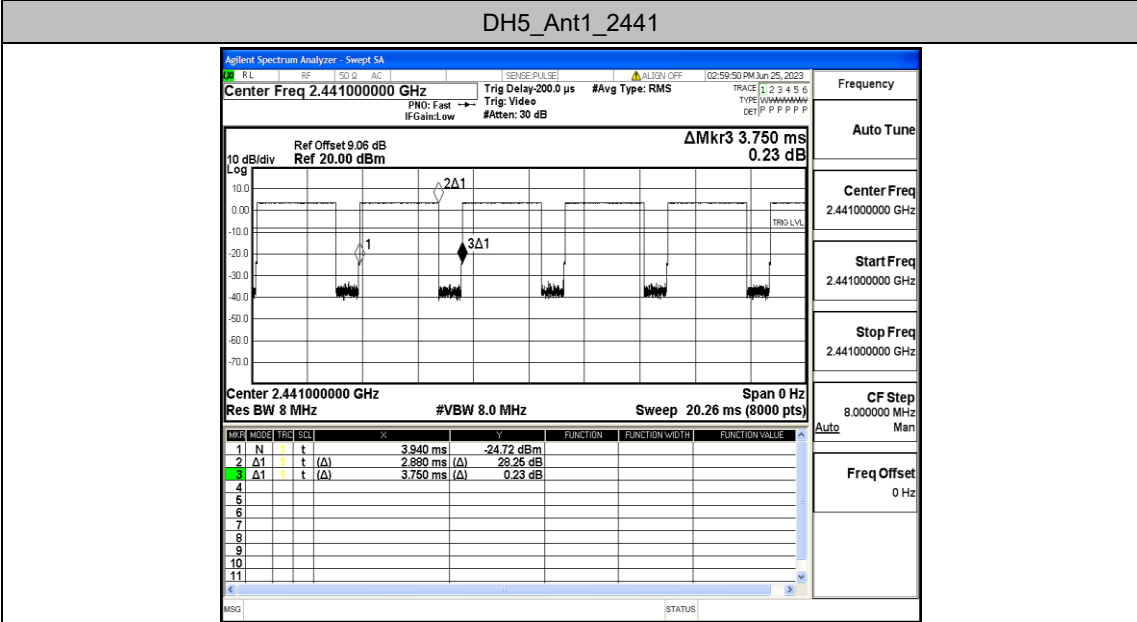 DH5_Ant1_2441
Agilent Spectrum Analyzer - Swept SA
RL RF 50 Ω AC SENSE:PULSE ALIGN OFF 02:59:50 PM Jun 25, 2023
Center Freq 2.441000000 GHz
PNO: Fast
IFGain:Low
Trig Delay-200.0 µs
Trig: Video
#Atten: 30 dB
#Avg Type: RMS
TRACE 1 2 3 4 5 6
TYPE
DET P P P P P P
ΔMkr3 3.750 ms
0.23 dB
Ref Offset 9.06 dB
10 dB/div Ref 20.00 dBm
Log
10.0
0.00
-10.0
-20.0
-30.0
-40.0
-50.0
-60.0
-70.0
2Δ1
1
3Δ1
TRIG LVL
Center 2.441000000 GHz Span 0 Hz
Res BW 8 MHz #VBW 8.0 MHz Sweep 20.26 ms (8000 pts)
MKR MODE TRC SCL X Y FUNCTION FUNCTION WIDTH FUNCTION VALUE
1 N 1 t 3.940 ms -24.72 dBm
2 Δ1 1 t (Δ) 2.880 ms (Δ) 28.25 dB
3 Δ1 1 t (Δ) 3.750 ms (Δ) 0.23 dB
4
5
6
7
8
9
10
11
MSG STATUS
Frequency
Auto Tune
Center Freq
2.441000000 GHz
Start Freq
2.441000000 GHz
Stop Freq
2.441000000 GHz
CF Step
8.000000 MHz
Auto Man
Freq Offset
0 Hz